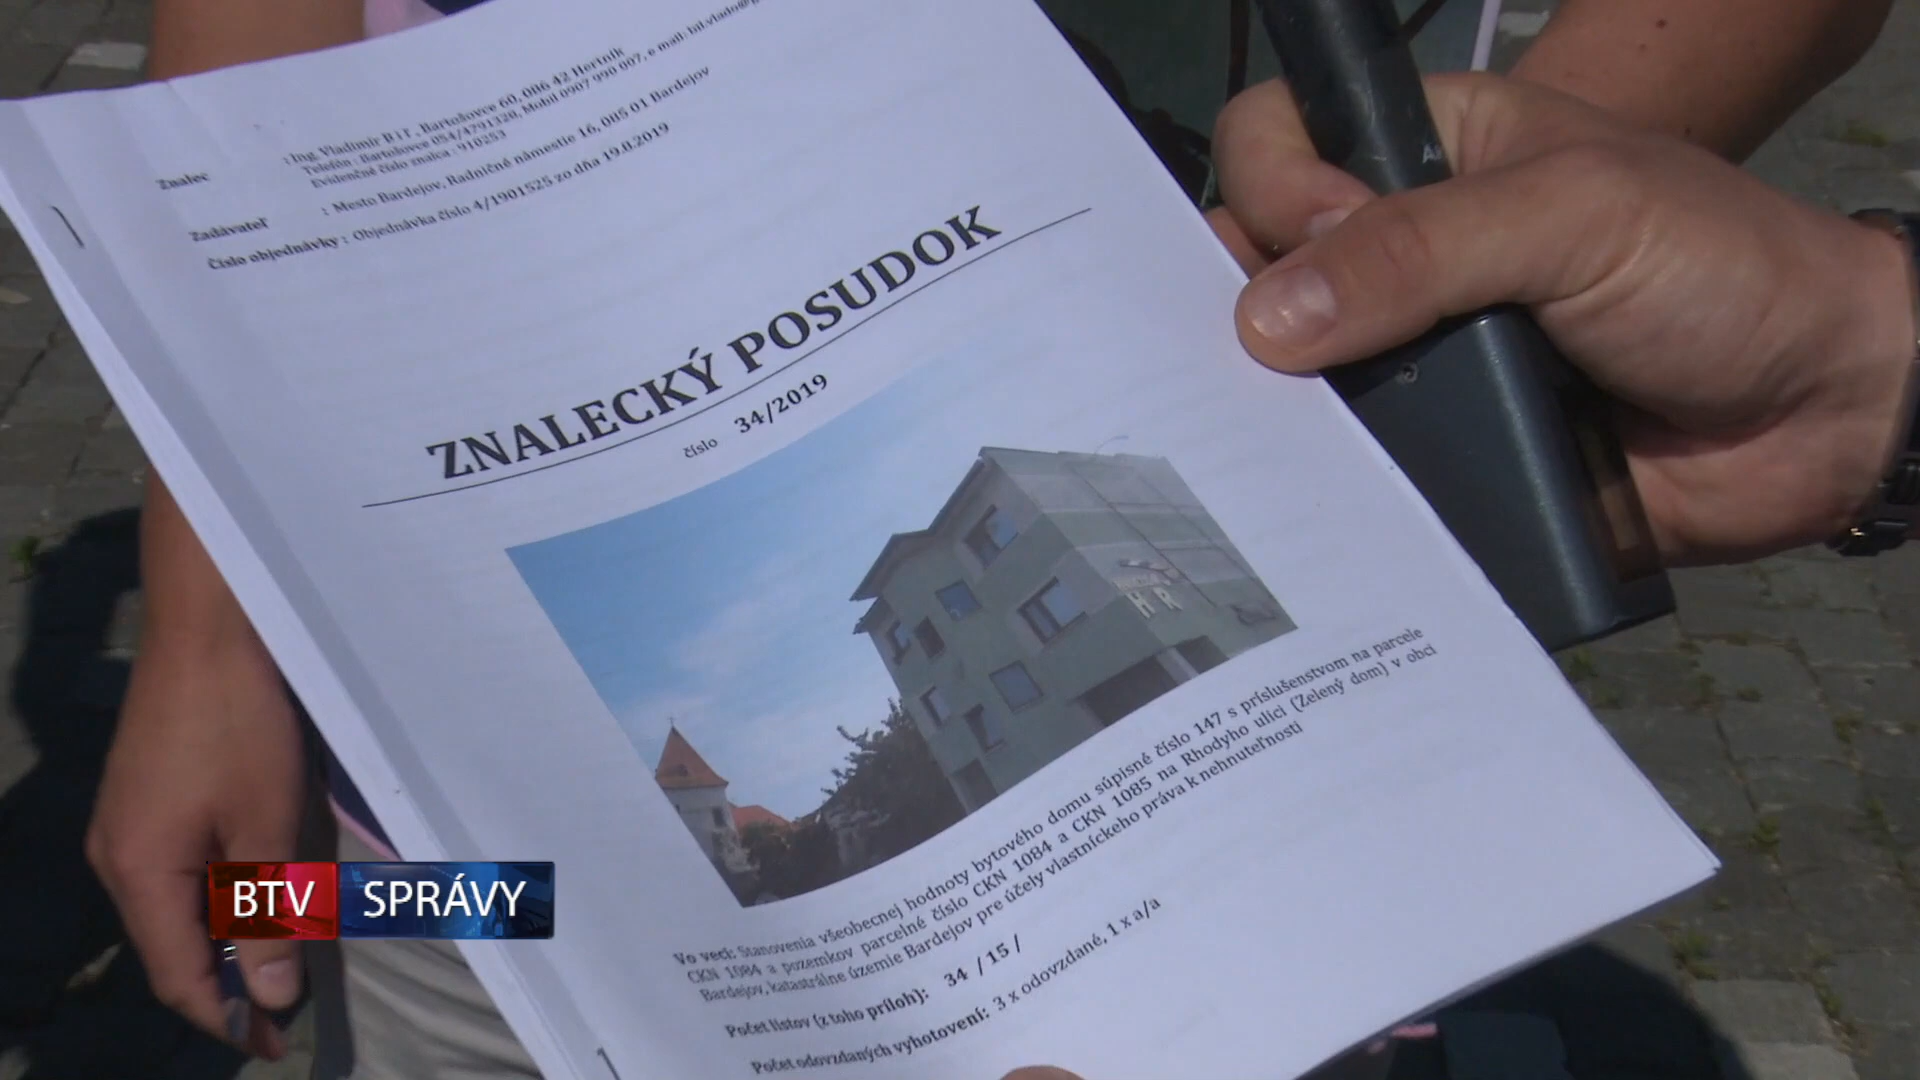 Znalec : Ing. Vladimír BIĽ, Bartošovce 60, 086 42 Hertník
Telefón : Bartošovce 054/4791320, Mobil 0907 990 007, e mail:
Evidenčné číslo znalca : 910253
Zadávateľ : Mesto Bardejov, Radničné námestie 16, 085 01 Bardejov
Číslo objednávky : Objednávka číslo 4/1901525 zo dňa 19.0.2019
ZNALECKÝ POSUDOK
číslo 34/2019
H R
Vo veci: Stanovenia všeobecnej hodnoty bytového domu súpisné číslo 147 s príslušenstvom na parcele
CKN 1084 a pozemkov parcelné číslo CKN 1084 a CKN 1085 na Rhodyho ulici (Zelený dom) v obci
Bardejov, katastrálne územie Bardejov pre účely vlastníckeho práva k nehnuteľnosti
Počet listov (z toho príloh): 34 / 15 /
Počet odovzdaných vyhotovení: 3 x odovzdané, 1 x a/a
BTV SPRÁVY